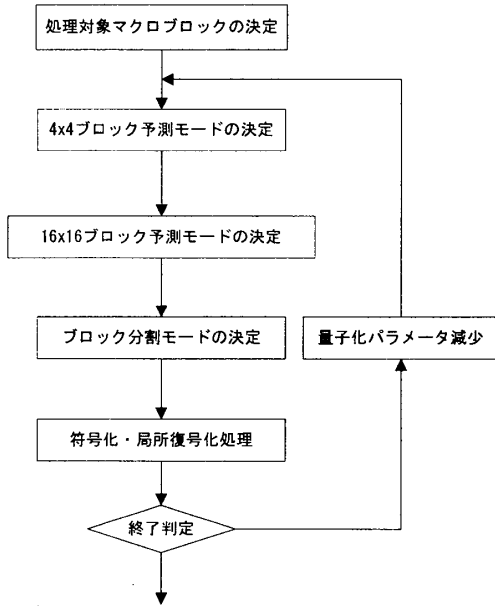 処理対象マクロブロックの決定
4x4ブロック予測モードの決定
16x16ブロック予測モードの決定
ブロック分割モードの決定
量子化パラメータ減少
符号化・局所復号化処理
終了判定